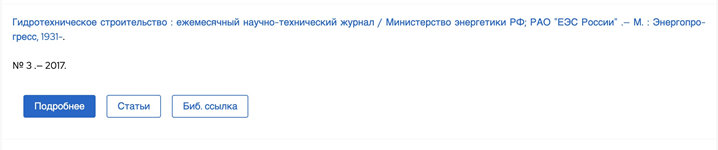 Гидротехническое строительство : ежемесячный научно-технический журнал / Министерство энергетики РФ; РАО "ЕЭС России" .– М. : Энергопро-
гресс, 1931-.
№ 3 .– 2017.
Подробнее Статьи Биб. ссылка